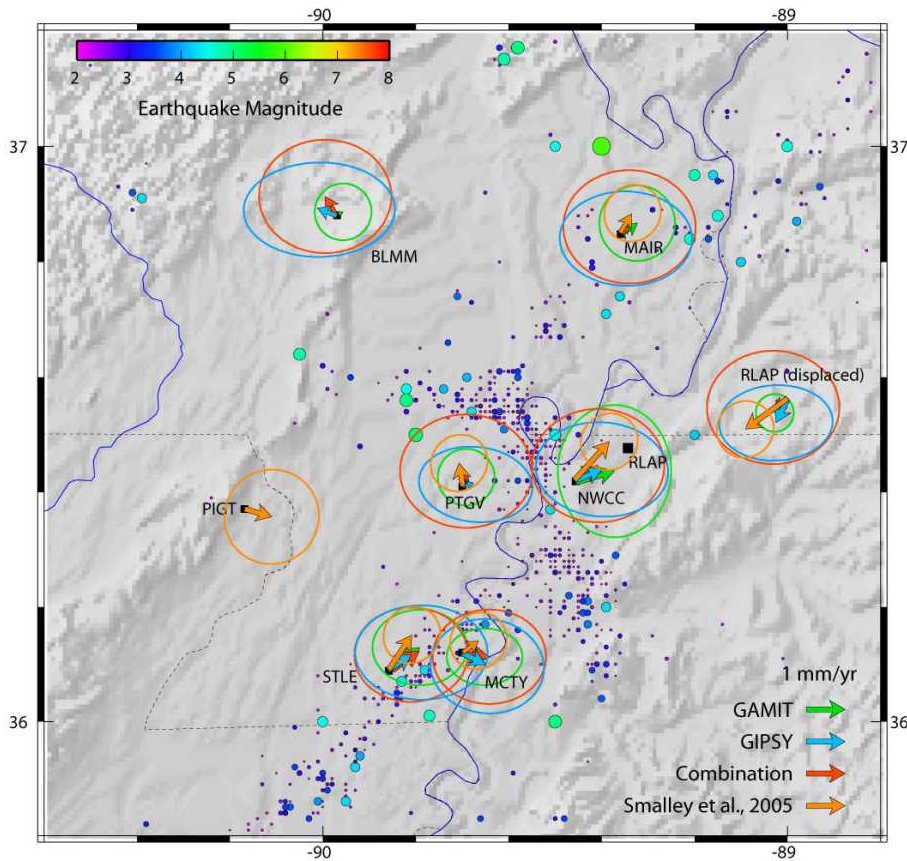 -90 -89
2 3 4 5 6 7 8
Earthquake Magnitude
37 37
BLMM
MAIR
RLAP (displaced)
RLAP
PTGV
NWCC
PIGT
STLE
MCTY
1 mm/yr
36 36
GAMIT
GIPSY
Combination
Smalley et al., 2005
-90 -89